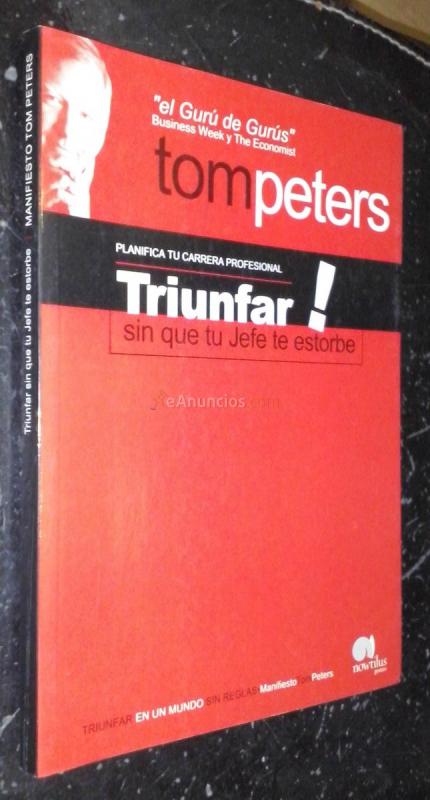 "el Gurú de Gurús"
Business Week y The Economist
tompeters
PLANIFICA TU CARRERA PROFESIONAL
Triunfar!
sin que tu Jefe te estorbe
eAnuncios.com
nowtilus
TRIUNFAR EN UN MUNDO SIN REGLAS Manifiesto Tom Peters
Triunfar sin que tu Jefe te estorbe MANIFIESTO TOM PETERS